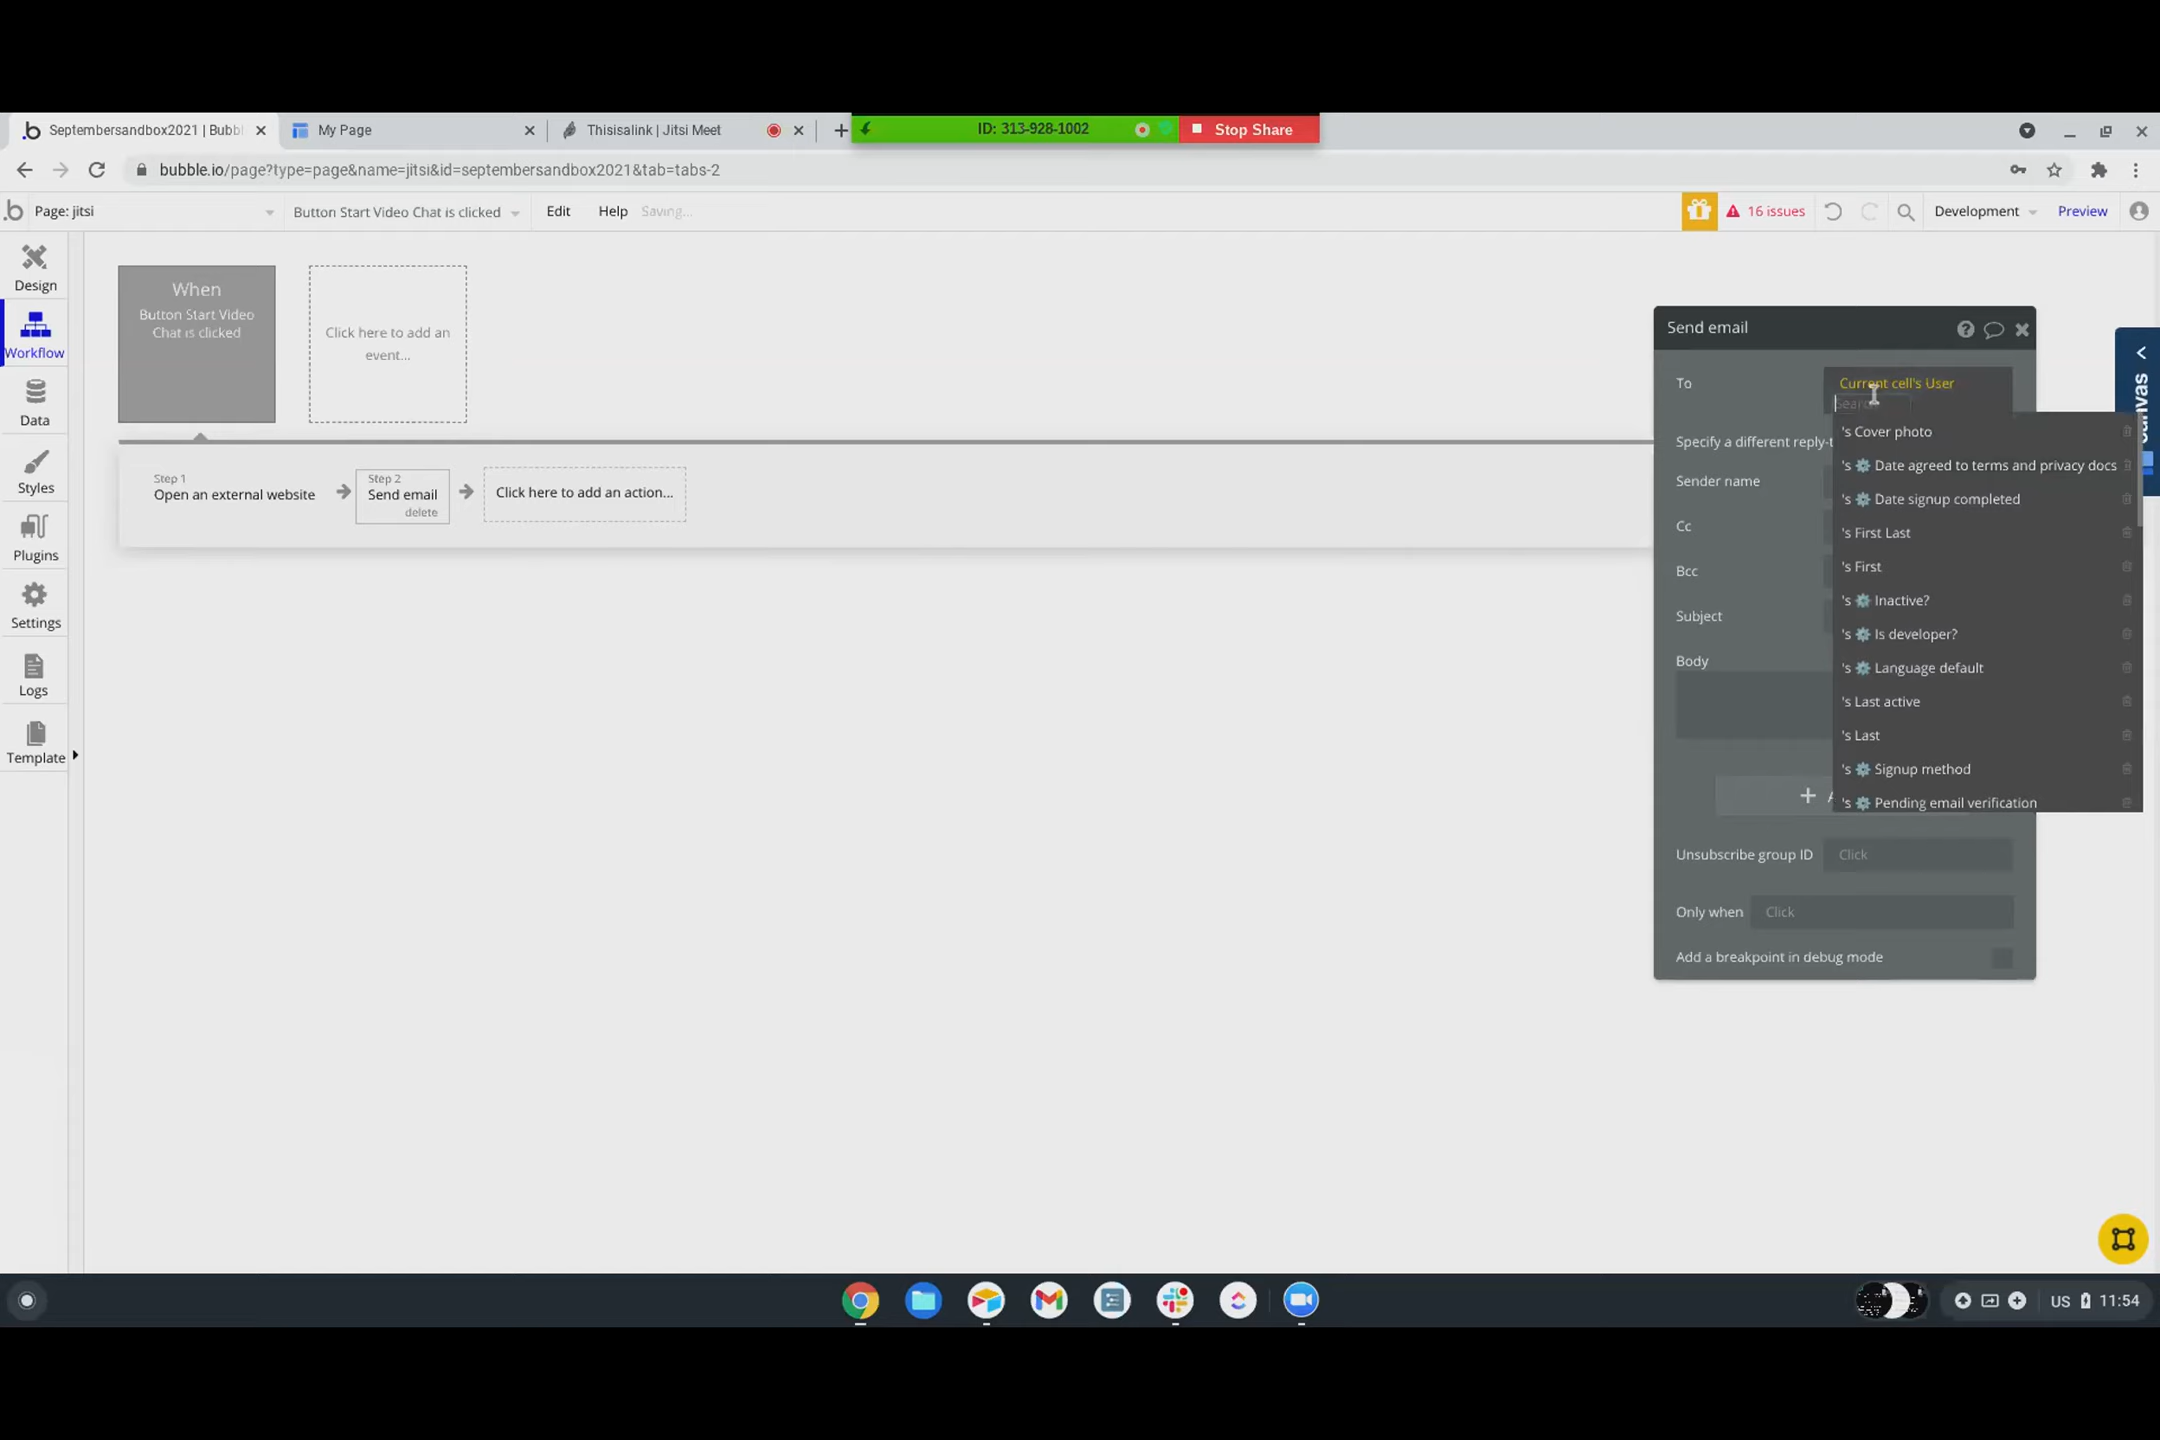 Septembersandbox2021 | Bubbl
My Page
Thisisalink | Jitsi Meet
ID: 313-928-1002
Stop Share
bubble.io/page?type=page&name=jitsi&id=septembersandbox2021&tab=tabs-2
Page: jitsi
Button Start Video Chat is clicked
Edit
Help
Saving...
16 issues
Development
Preview
Design
Workflow
Data
Styles
Plugins
Settings
Logs
Template
When
Button Start Video
Chat is clicked
Click here to add an
event...
Step 1
Open an external website
Step 2
Send email
delete
Click here to add an action...
Send email
To
Current cell's User
Search
Specify a different reply-t
Sender name
Cc
Bcc
Subject
Body
's Cover photo
's Date agreed to terms and privacy docs
's Date signup completed
's First Last
's First
's Inactive?
's Is developer?
's Language default
's Last active
's Last
's Signup method
's Pending email verification
Unsubscribe group ID
Click
Only when
Click
Add a breakpoint in debug mode
US
11:54